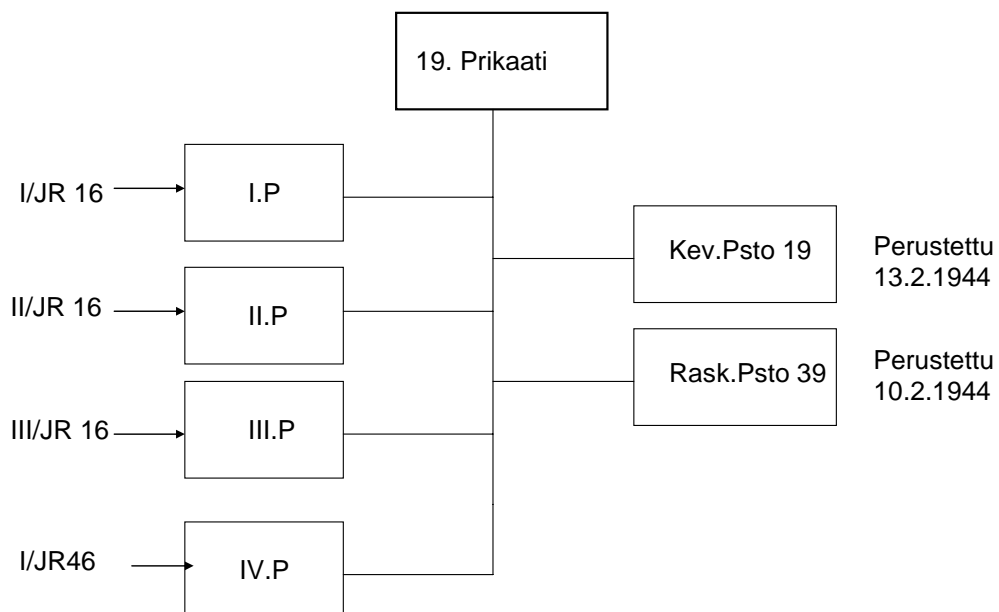 19. Prikaati
I/JR 16
I.P
II/JR 16
II.P
III/JR 16
III.P
I/JR46
IV.P
Kev.Psto 19
Perustettu
13.2.1944
Rask.Psto 39
Perustettu
10.2.1944